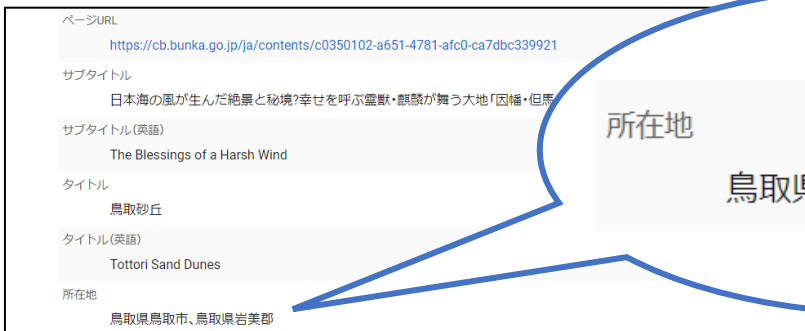 ページURL
https://cb.bunka.go.jp/ja/contents/c0350102-a651-4781-afc0-ca7dbc339921
サブタイトル
日本海の風が生んだ絶景と秘境?幸せを呼ぶ霊獣・麒麟が舞う大地「因幡・但馬
サブタイトル(英語)
The Blessings of a Harsh Wind
タイトル
鳥取砂丘
タイトル(英語)
Tottori Sand Dunes
所在地
鳥取県鳥取市、鳥取県岩美郡
所在地
鳥取県